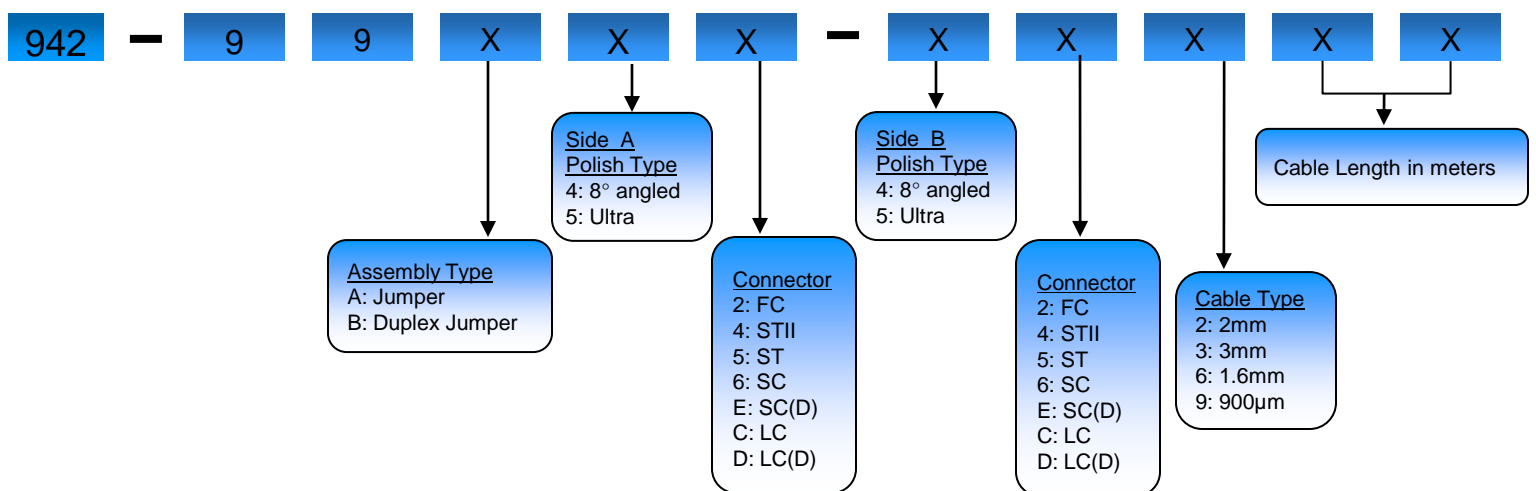 942 – 9 9 X X X – X X X X X
Side A
Polish Type
4: 8° angled
5: Ultra
Side B
Polish Type
4: 8° angled
5: Ultra
Cable Length in meters
Assembly Type
A: Jumper
B: Duplex Jumper
Connector
2: FC
4: STII
5: ST
6: SC
E: SC(D)
C: LC
D: LC(D)
Connector
2: FC
4: STII
5: ST
6: SC
E: SC(D)
C: LC
D: LC(D)
Cable Type
2: 2mm
3: 3mm
6: 1.6mm
9: 900µm